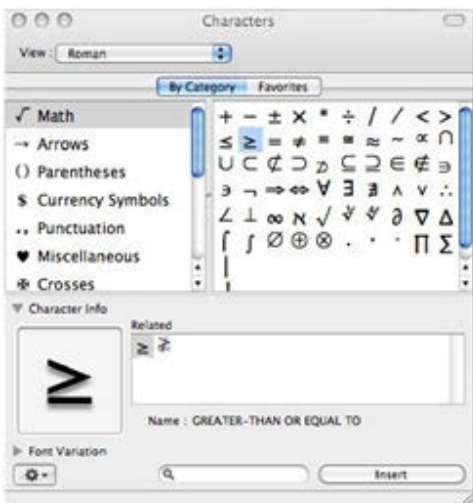 Characters
View : Roman
By Category Favorites
√ Math
→ Arrows
() Parentheses
$ Currency Symbols
., Punctuation
♥ Miscellaneous
✠ Crosses
+ − ± × * ÷ / ⁄ < >
≤ ≥ = ≠ ≡ ≅ ≈ ~ ∝ ∩
∪ ⊂ ⊄ ⊃ ⊆ ⊇ ∈ ∉ ∋
¬ ⇒ ⇔ ∀ ∃ ∄ ∧ ∨ ∴
∠ ⊥ ∞ ℵ √ ∂ ∇ ∆
⌠ ∫ ∅ ⊕ ⊗ . · ∏ ∑
Character Info
Related
≥ ≱
≥
Name : GREATER-THAN OR EQUAL TO
Font Variation
Insert